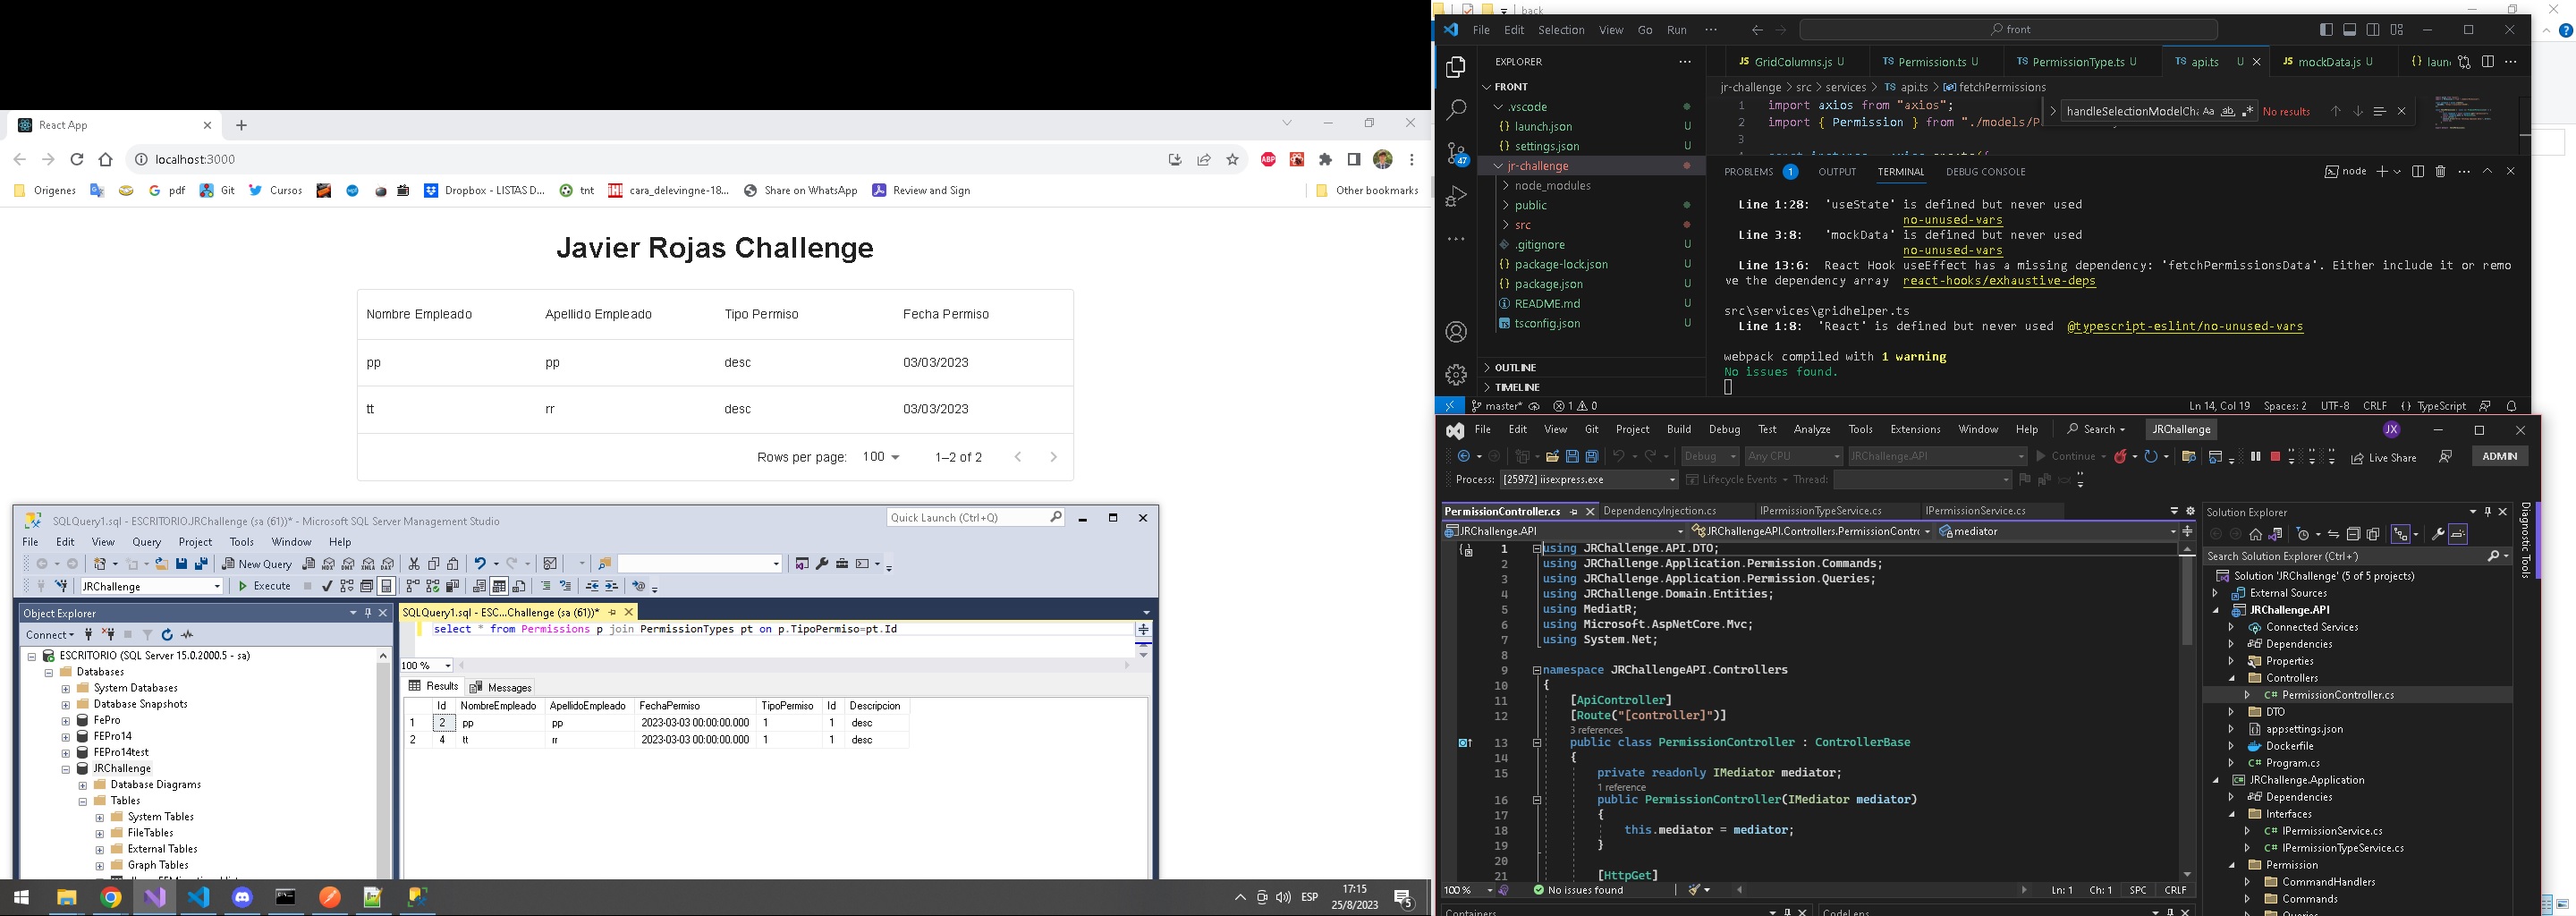 React App
localhost:3000
Origenes
pdf
Git
Cursos
Dropbox - LISTAS D...
tnt
cara_delevingne-18...
Share on WhatsApp
Review and Sign
Other bookmarks
Javier Rojas Challenge
Nombre Empleado Apellido Empleado Tipo Permiso Fecha Permiso
pp pp desc 03/03/2023
tt rr desc 03/03/2023
Rows per page: 100 1–2 of 2
SQLQuery1.sql - ESCRITORIO.JRChallenge (sa (61))* - Microsoft SQL Server Management Studio
Quick Launch (Ctrl+Q)
File Edit View Query Project Tools Window Help
New Query
JRChallenge
Execute
Object Explorer
Connect
ESCRITORIO (SQL Server 15.0.2000.5 - sa)
Databases
System Databases
Database Snapshots
FePro
FEPro14
FEPro14test
JRChallenge
Database Diagrams
Tables
System Tables
FileTables
External Tables
Graph Tables
SQLQuery1.sql - ESC...Challenge (sa (61))*
select * from Permissions p join PermissionTypes pt on p.TipoPermiso=pt.Id
100 %
Results Messages
Id NombreEmpleado ApellidoEmpleado FechaPermiso TipoPermiso Id Descripcion
1 2 pp pp 2023-03-03 00:00:00.000 1 1 desc
2 4 tt rr 2023-03-03 00:00:00.000 1 1 desc
ESP
17:15
25/8/2023
5
back
File Edit Selection View Go Run ...
front
EXPLORER
FRONT
.vscode
launch.json U
settings.json U
jr-challenge
node_modules
public
src
.gitignore U
package-lock.json U
package.json U
README.md U
tsconfig.json U
OUTLINE
TIMELINE
47
GridColumns.js U
Permission.ts U
PermissionType.ts U
api.ts U
mockData.js U
jr-challenge > src > services > api.ts > fetchPermissions
1 import axios from "axios";
2 import { Permission } from "./models/P
3
handleSelectionModelCh
No results
PROBLEMS 1 OUTPUT TERMINAL DEBUG CONSOLE
node
Line 1:28: 'useState' is defined but never used
no-unused-vars
Line 3:8: 'mockData' is defined but never used
no-unused-vars
Line 13:6: React Hook useEffect has a missing dependency: 'fetchPermissionsData'. Either include it or remo
ve the dependency array react-hooks/exhaustive-deps
src\services\gridhelper.ts
Line 1:8: 'React' is defined but never used @typescript-eslint/no-unused-vars
webpack compiled with 1 warning
No issues found.
master* 1 0
Ln 14, Col 19 Spaces: 2 UTF-8 CRLF {} TypeScript
File Edit View Git Project Build Debug Test Analyze Tools Extensions Window Help
Search
JRChallenge
JX
Debug Any CPU JRChallenge.API
Continue
Live Share
ADMIN
Process: [25972] iisexpress.exe
Lifecycle Events Thread:
PermissionController.cs DependencyInjection.cs IPermissionTypeService.cs IPermissionService.cs
JRChallenge.API JRChallengeAPI.Controllers.PermissionContr mediator
1 using JRChallenge.API.DTO;
2 using JRChallenge.Application.Permission.Commands;
3 using JRChallenge.Application.Permission.Queries;
4 using JRChallenge.Domain.Entities;
5 using MediatR;
6 using Microsoft.AspNetCore.Mvc;
7 using System.Net;
8
9 namespace JRChallengeAPI.Controllers
10 {
11 [ApiController]
12 [Route("[controller]")]
3 references
13 public class PermissionController : ControllerBase
14 {
15 private readonly IMediator mediator;
1 reference
16 public PermissionController(IMediator mediator)
17 {
18 this.mediator = mediator;
19 }
20
21 [HttpGet]
100 %
No issues found
Ln: 1 Ch: 1 SPC CRLF
Containers
CodeLens
Solution Explorer
Search Solution Explorer (Ctrl+')
Solution 'JRChallenge' (5 of 5 projects)
External Sources
JRChallenge.API
Connected Services
Dependencies
Properties
Controllers
C# PermissionController.cs
DTO
appsettings.json
Dockerfile
C# Program.cs
JRChallenge.Application
Dependencies
Interfaces
C# IPermissionService.cs
C# IPermissionTypeService.cs
Permission
CommandHandlers
Commands
Diagnostic Tools